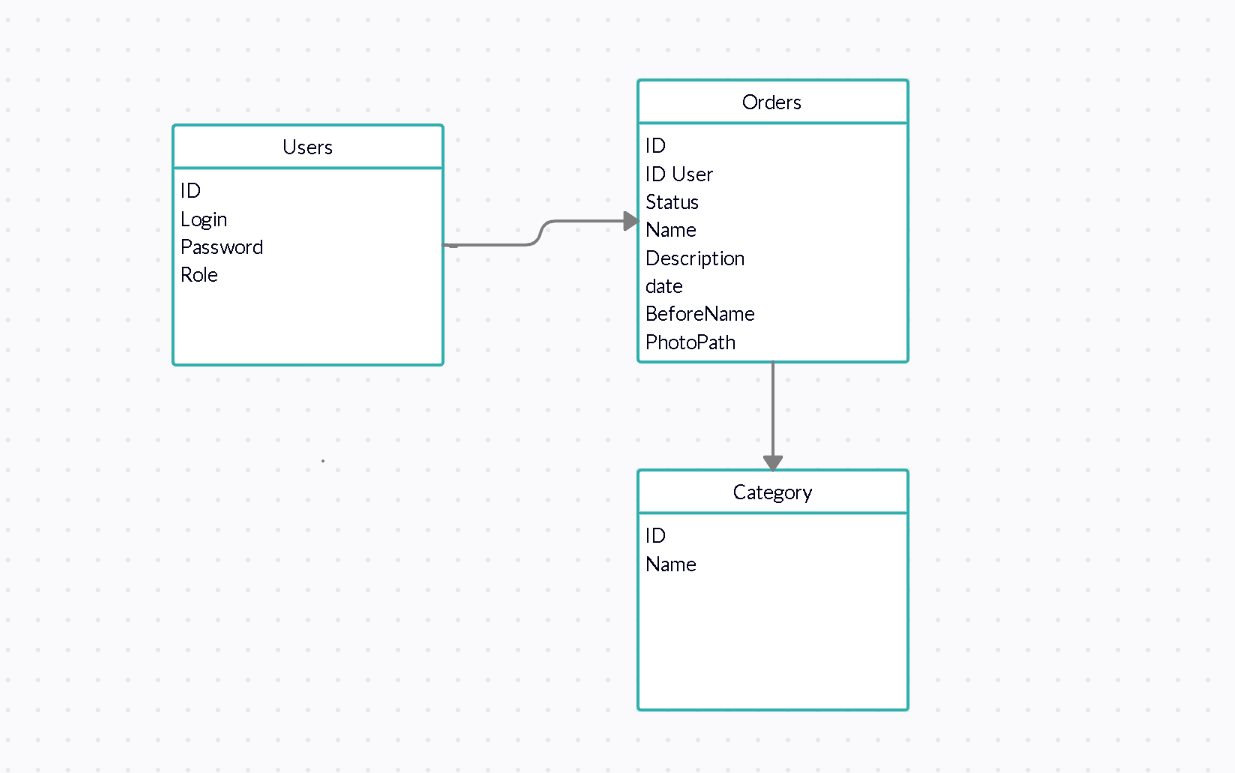 Users
ID
Login
Password
Role
Orders
ID
ID User
Status
Name
Description
date
BeforeName
PhotoPath
Category
ID
Name